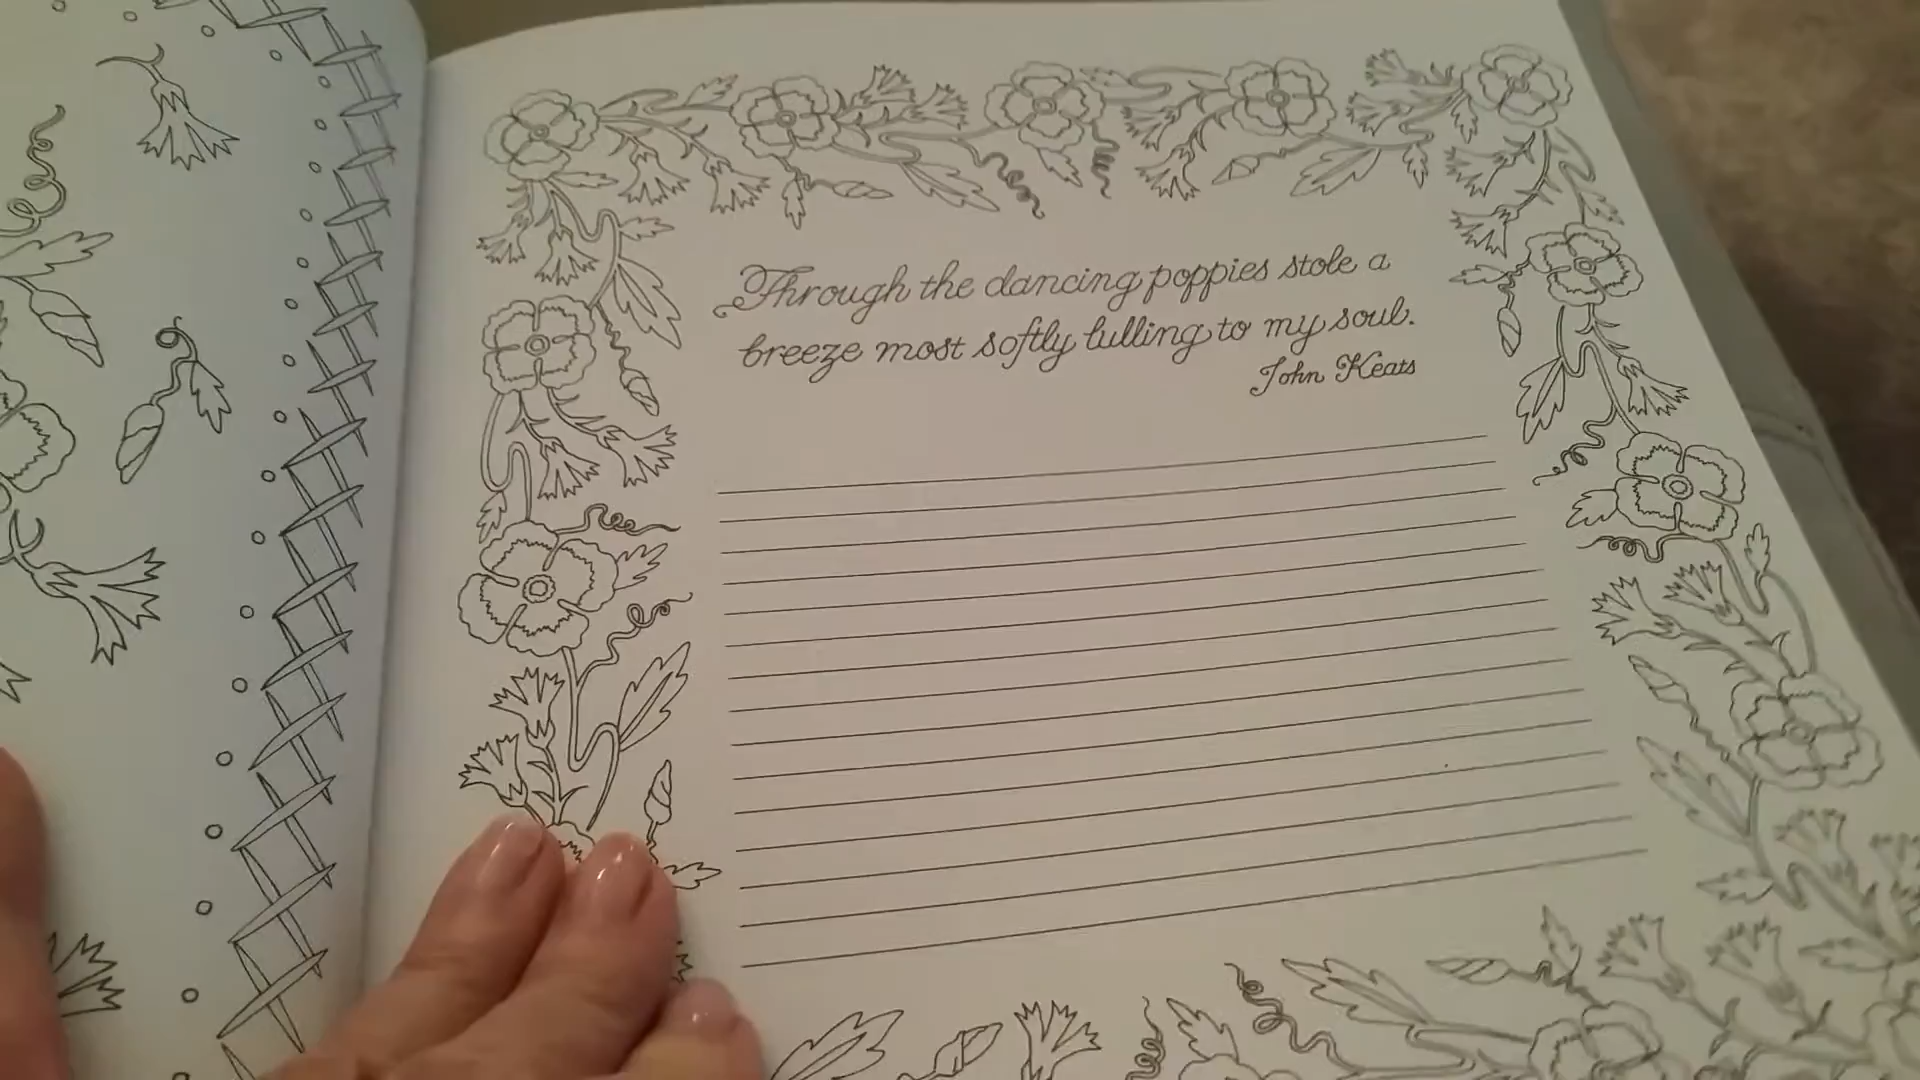 Through the dancing poppies stole a
breeze most softly lulling to my soul.
John Keats